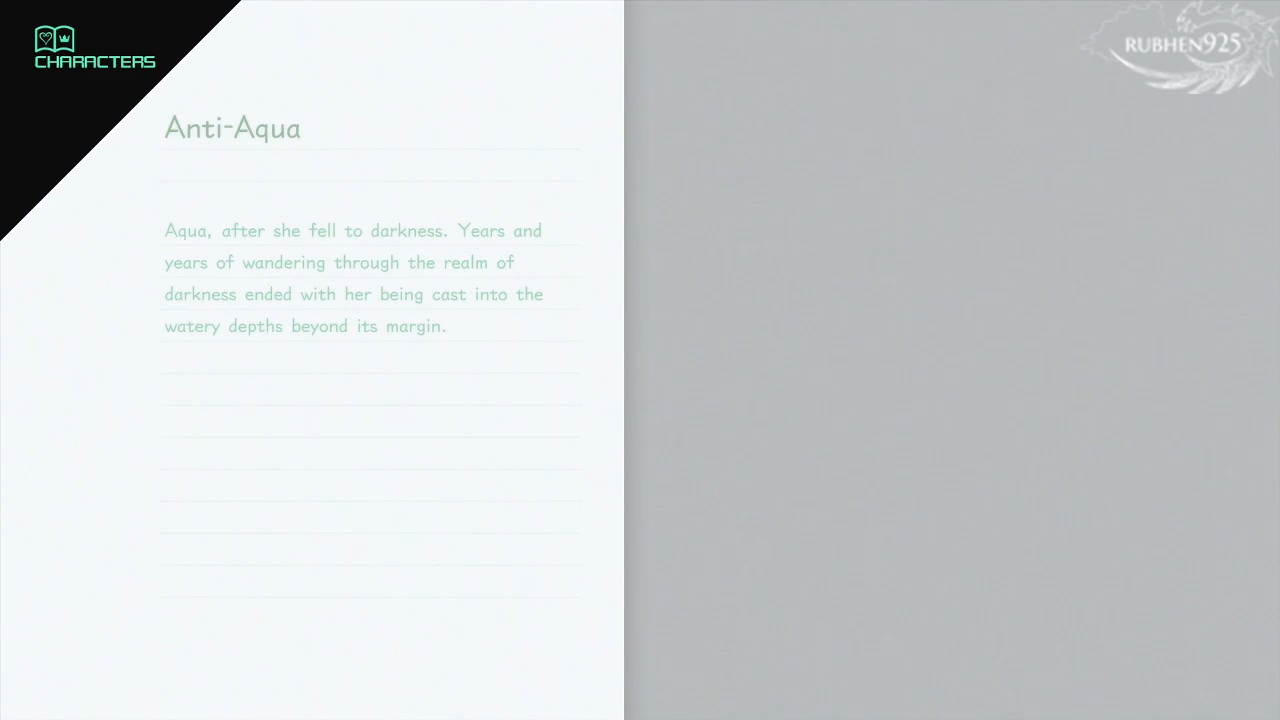 CHARACTERS
RUBHEN925
Anti-Aqua
Aqua, after she fell to darkness. Years and
years of wandering through the realm of
darkness ended with her being cast into the
watery depths beyond its margin.